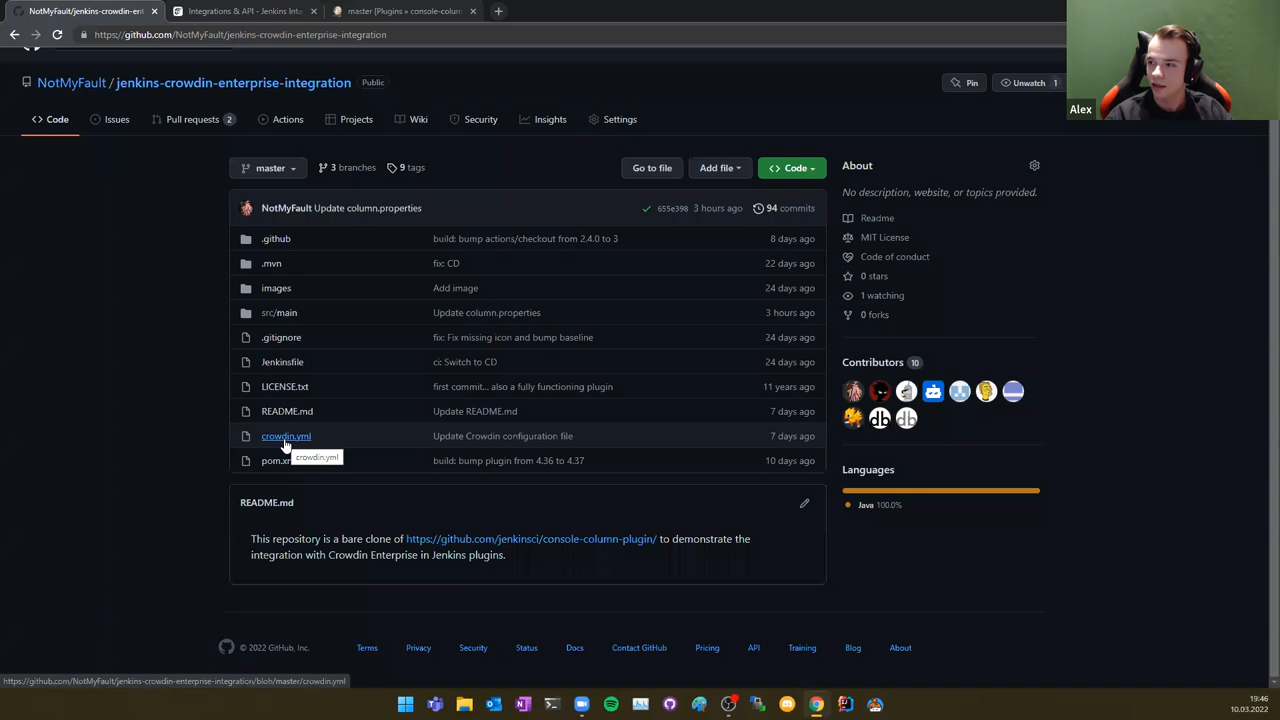 NotMyFault/jenkins-crowdin-ent
Integrations & API - Jenkins Inte
master [Plugins » console-colum
https://github.com/NotMyFault/jenkins-crowdin-enterprise-integration
NotMyFault / jenkins-crowdin-enterprise-integration Public
Pin
Unwatch 1
Alex
Code
Issues
Pull requests 2
Actions
Projects
Wiki
Security
Insights
Settings
master
3 branches
9 tags
Go to file
Add file
Code
NotMyFault Update column.properties
655e398 3 hours ago
94 commits
.github build: bump actions/checkout from 2.4.0 to 3 8 days ago
.mvn fix: CD 22 days ago
images Add image 24 days ago
src/main Update column.properties 3 hours ago
.gitignore fix: Fix missing icon and bump baseline 24 days ago
Jenkinsfile ci: Switch to CD 24 days ago
LICENSE.txt first commit... also a fully functioning plugin 11 years ago
README.md Update README.md 7 days ago
crowdin.yml Update Crowdin configuration file 7 days ago
crowdin.yml
pom.xm build: bump plugin from 4.36 to 4.37 10 days ago
README.md
This repository is a bare clone of https://github.com/jenkinsci/console-column-plugin/ to demonstrate the
integration with Crowdin Enterprise in Jenkins plugins.
About
No description, website, or topics provided.
Readme
MIT License
Code of conduct
0 stars
1 watching
0 forks
Contributors 10
db
db
Languages
Java 100.0%
© 2022 GitHub, Inc.
Terms
Privacy
Security
Status
Docs
Contact GitHub
Pricing
API
Training
Blog
About
https://github.com/NotMyFault/jenkins-crowdin-enterprise-integration/blob/master/crowdin.yml
19:46
10.03.2022